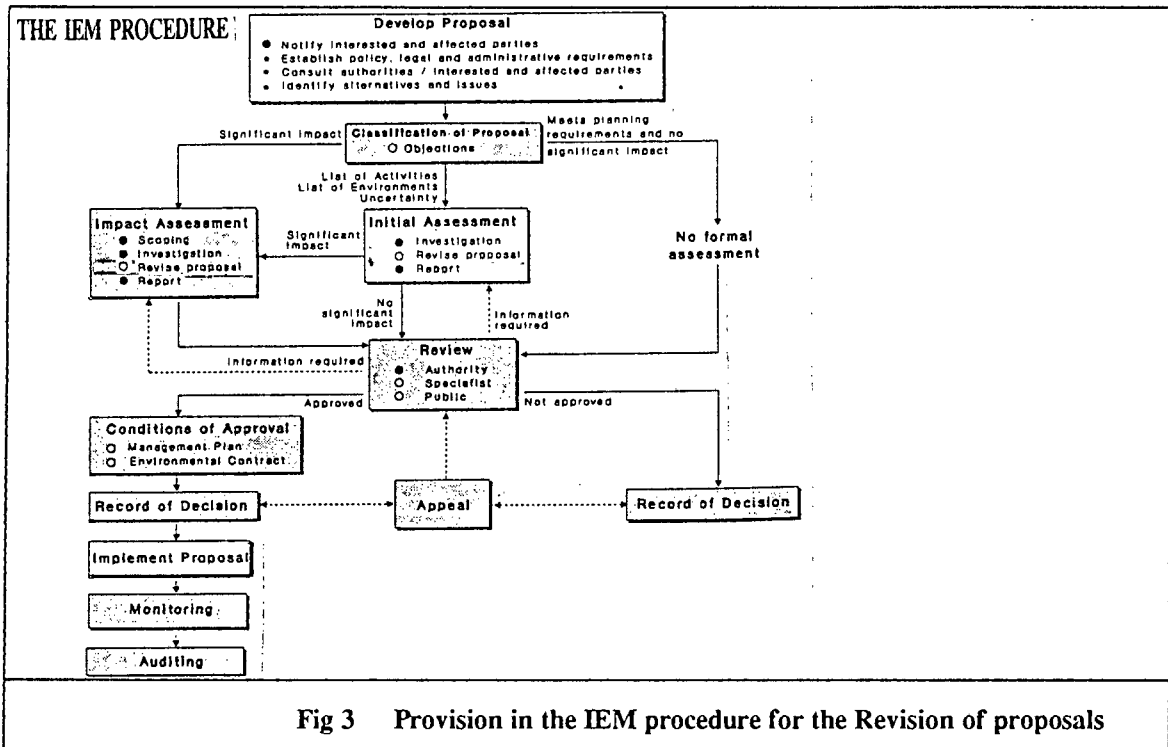 THE IEM PROCEDURE
Develop Proposal
● Notify interested and affected parties
• Establish policy, legal and administrative requirements
• Consult authorities / interested and affected parties
• Identify alternatives and issues
Significant impact
Classification of Proposal
○ Objections
Meets planning
requirements and no
significant impact
List of Activities
List of Environments
Uncertainty
Impact Assessment
● Scoping
● Investigation
○ Revise proposal
● Report
Significant
impact
Initial Assessment
● Investigation
○ Revise proposal
● Report
No formal
assessment
No
significant
impact
Information
required
Information required
Review
● Authority
○ Specialist
○ Public
Approved
Not approved
Conditions of Approval
○ Management Plan
○ Environmental Contract
Record of Decision
Appeal
Record of Decision
Implement Proposal
Monitoring
Auditing
Fig 3 Provision in the IEM procedure for the Revision of proposals